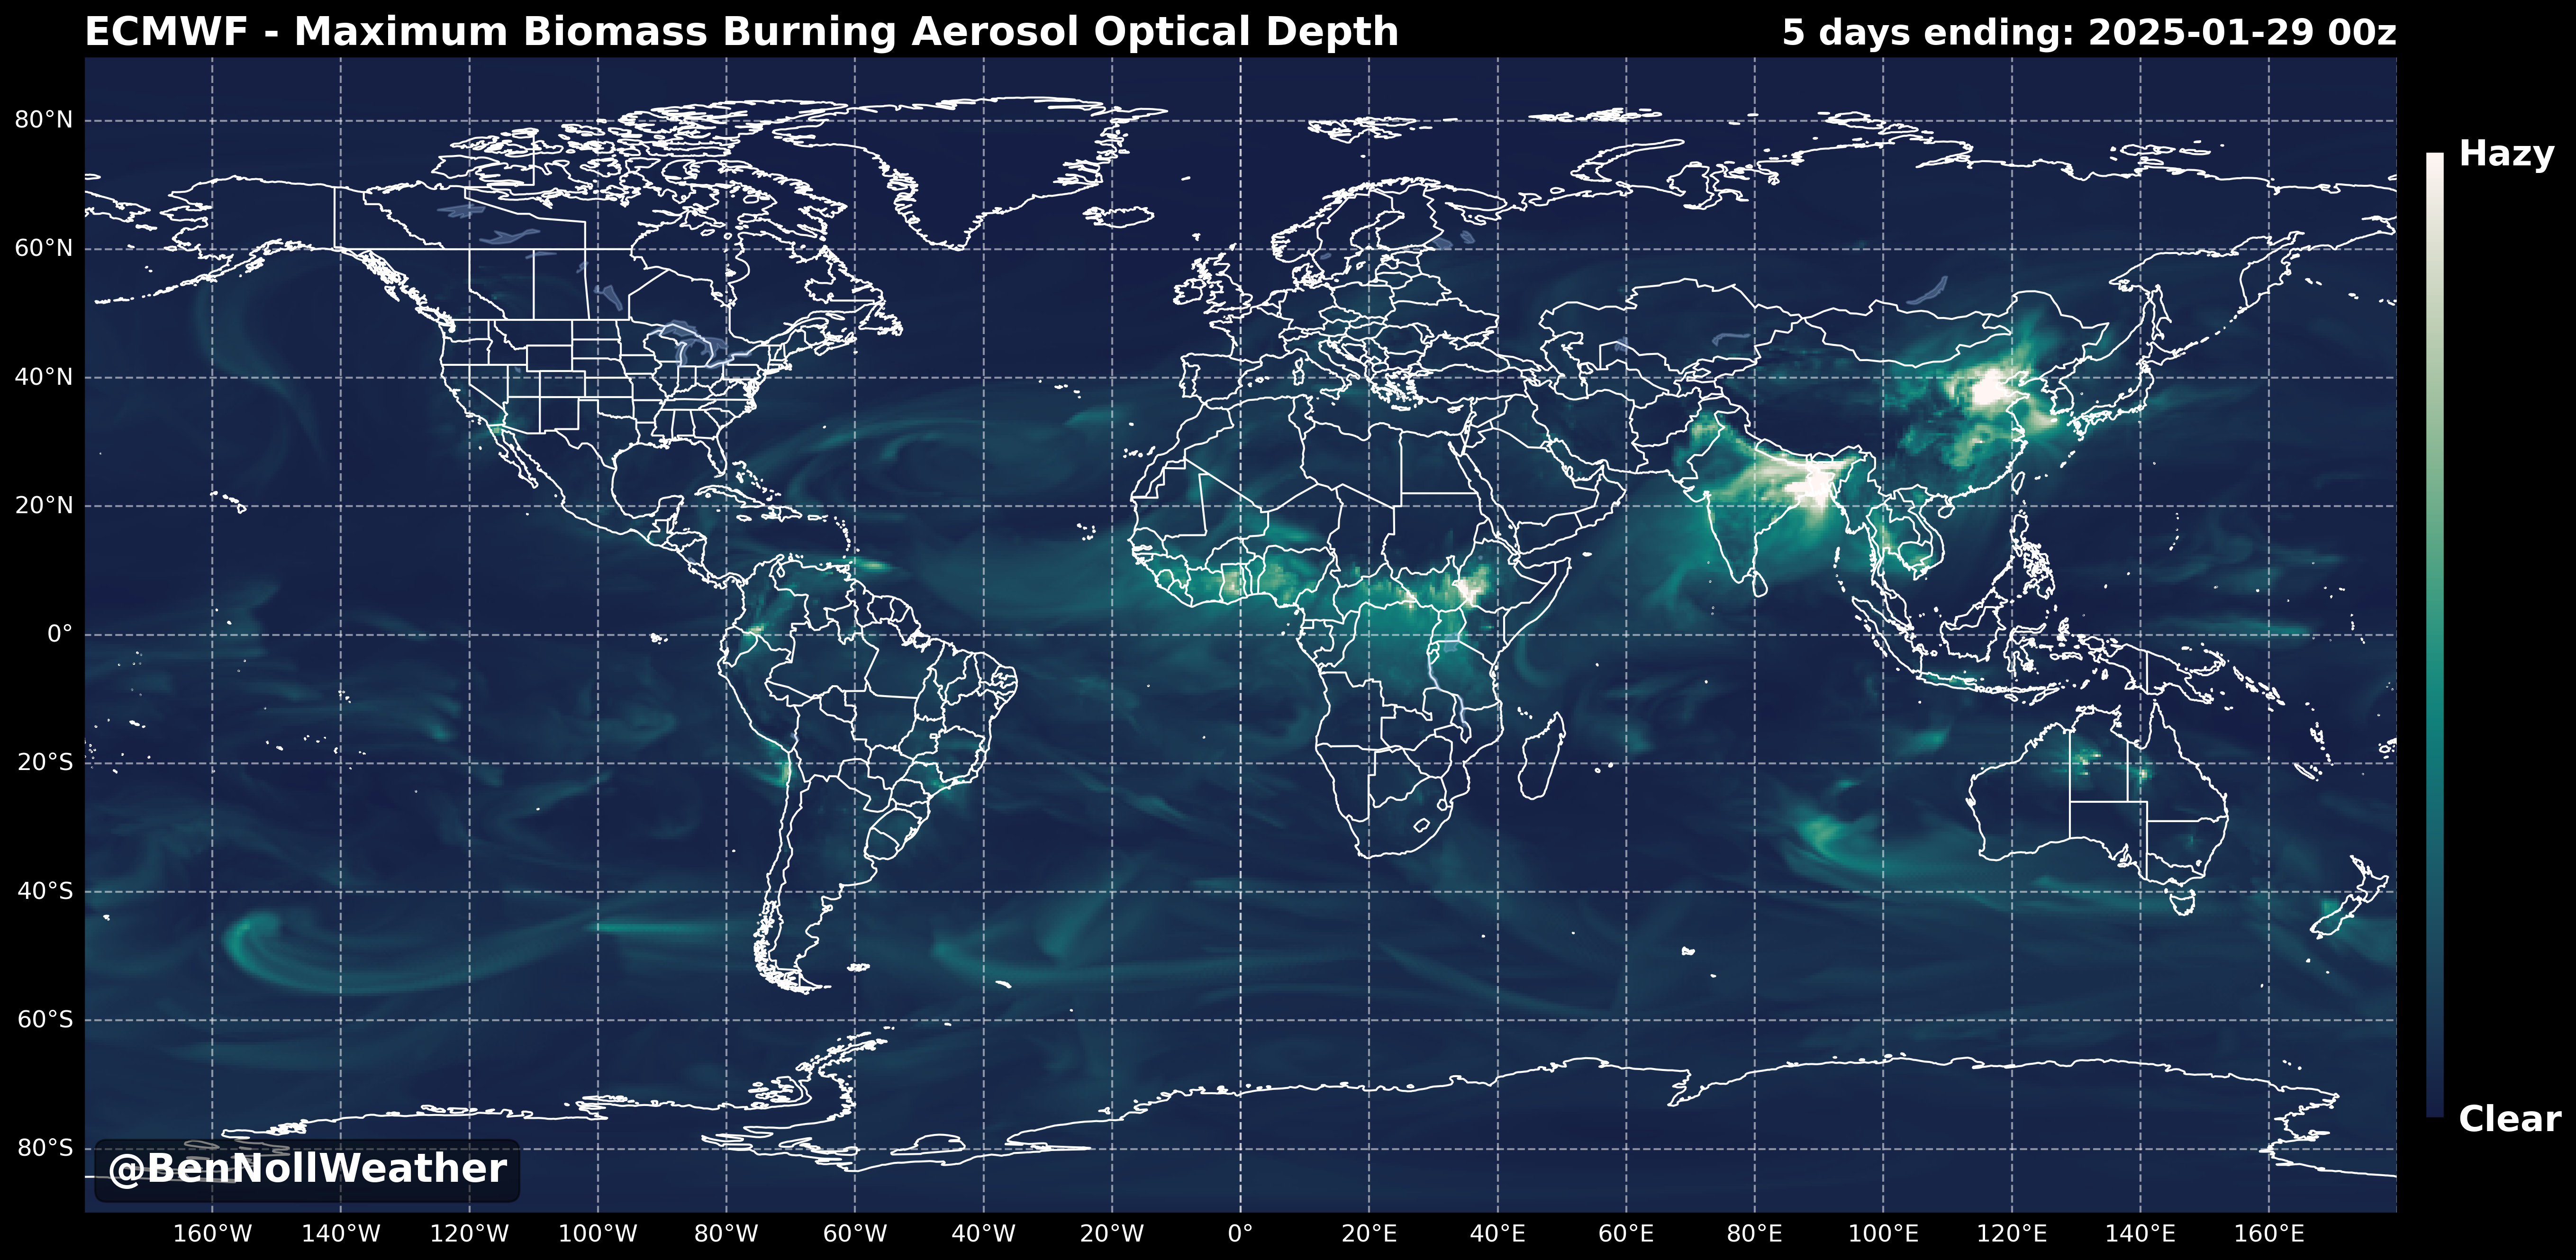 ECMWF - Maximum Biomass Burning Aerosol Optical Depth
5 days ending: 2025-01-29 00z
Hazy
80°N
60°N
40°N
20°N
0°
20°S
40°S
60°S
80°S
Clear
@BenNollWeather
160°W 140°W 120°W 100°W 80°W 60°W 40°W 20°W 0° 20°E 40°E 60°E 80°E 100°E 120°E 140°E 160°E